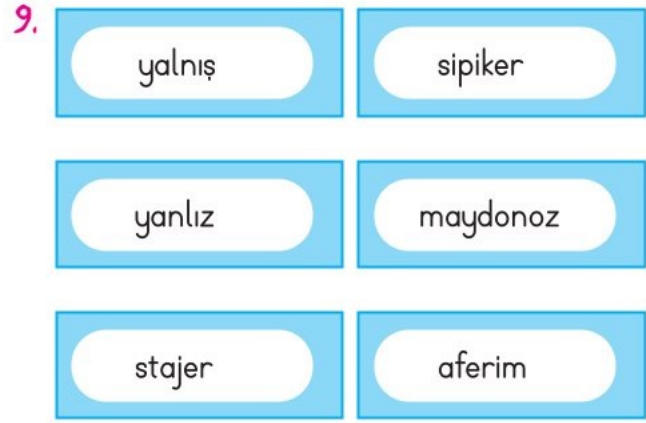 9.
yalnış sipiker
yanlız maydonoz
stajer aferim